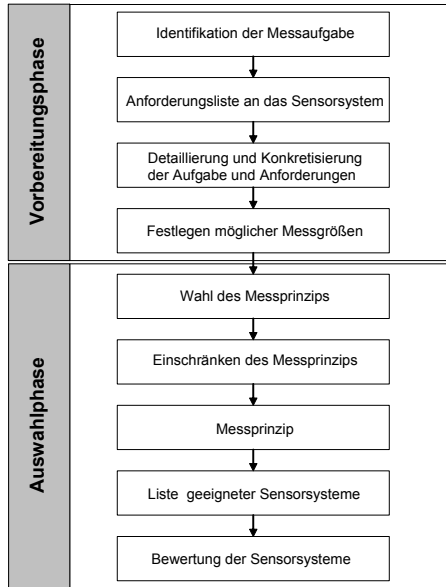 Vorbereitungsphase
Identifikation der Messaufgabe
Anforderungsliste an das Sensorsystem
Detaillierung und Konkretisierung
der Aufgabe und Anforderungen
Festlegen möglicher Messgrößen
Auswahlphase
Wahl des Messprinzips
Einschränken des Messprinzips
Messprinzip
Liste geeigneter Sensorsysteme
Bewertung der Sensorsysteme